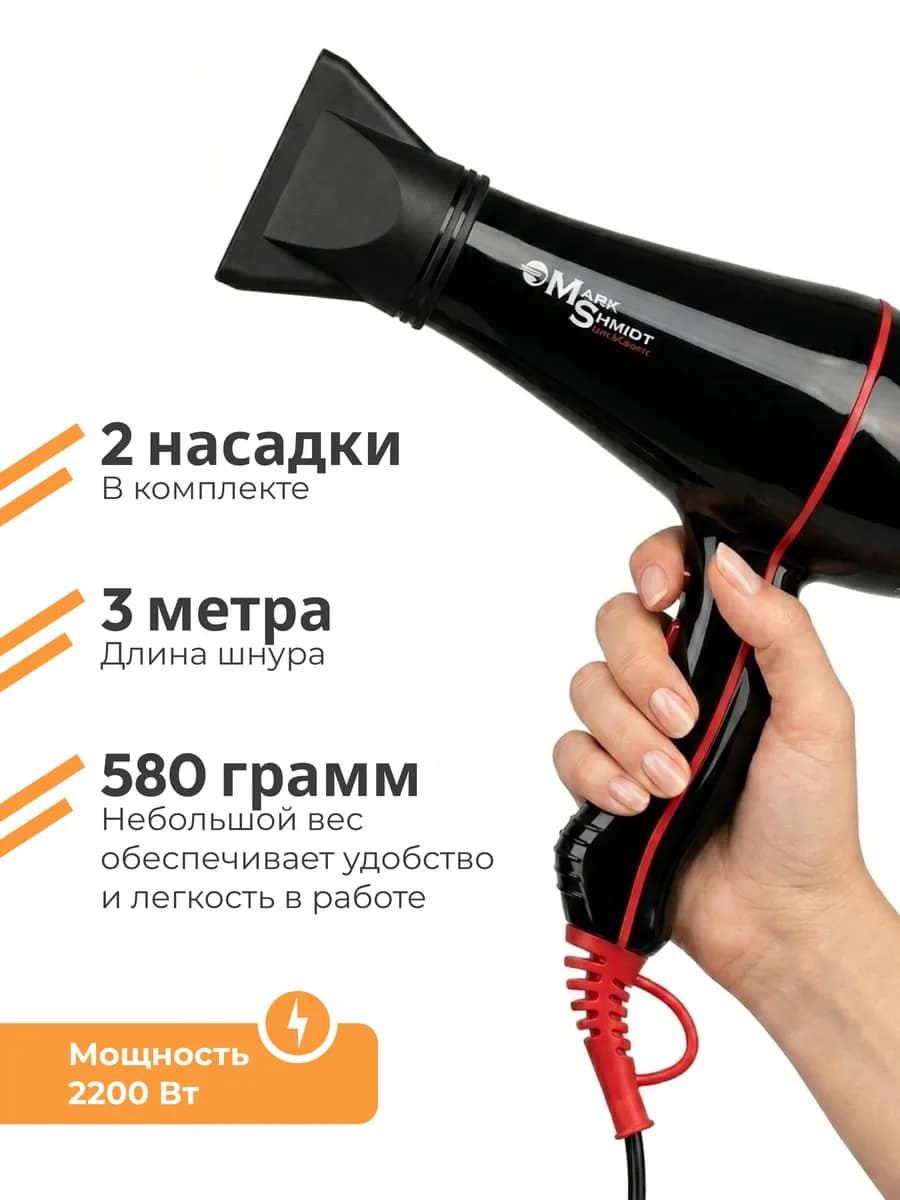 MARK
SHMIDT
2 насадки
В комплекте
3 метра
Длина шнура
580 грамм
Небольшой вес
обеспечивает удобство
и легкость в работе
Мощность
2200 Вт